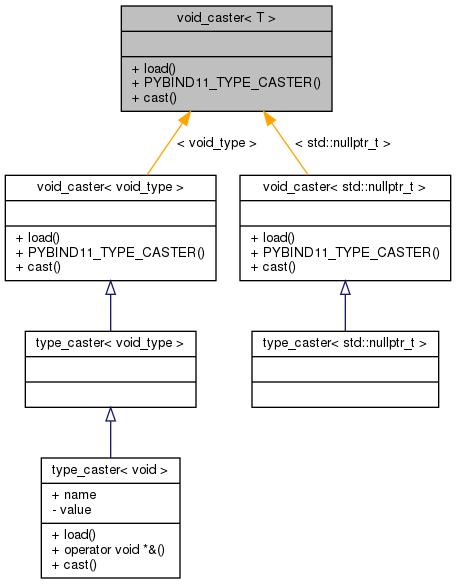 void_caster< T >
+ load()
+ PYBIND11_TYPE_CASTER()
+ cast()
< void_type >
< std::nullptr_t >
void_caster< void_type >
+ load()
+ PYBIND11_TYPE_CASTER()
+ cast()
void_caster< std::nullptr_t >
+ load()
+ PYBIND11_TYPE_CASTER()
+ cast()
type_caster< void_type >
type_caster< std::nullptr_t >
type_caster< void >
+ name
- value
+ load()
+ operator void *&()
+ cast()